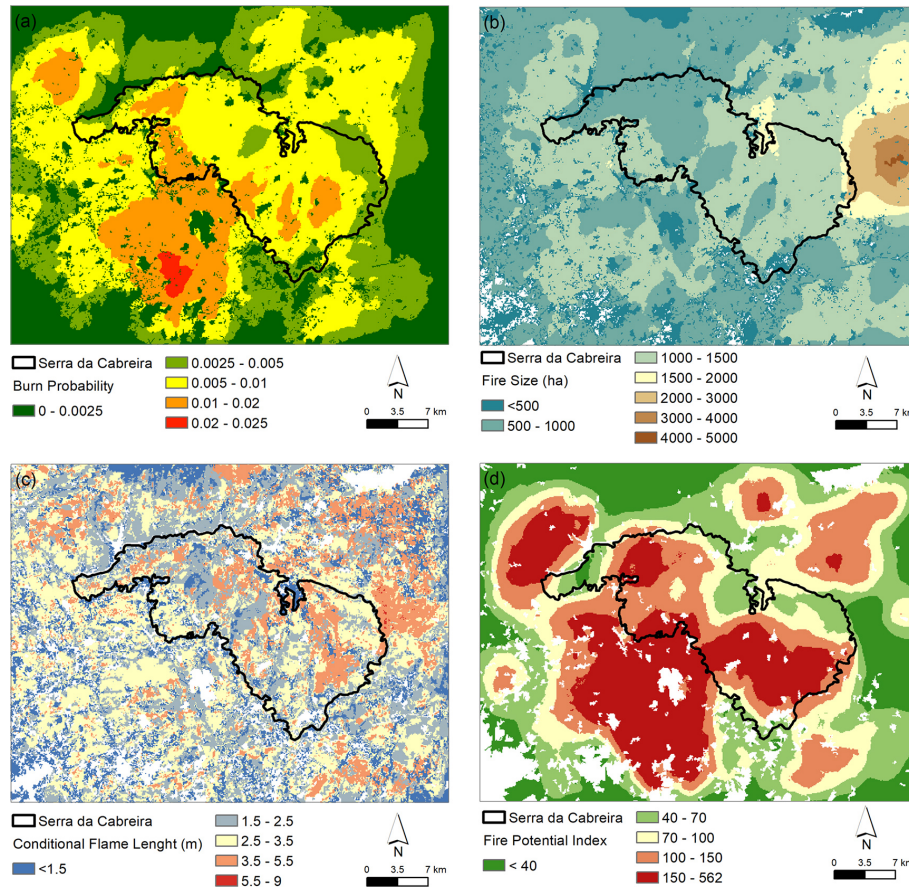 (a)
Serra da Cabreira
Burn Probability
0 - 0.0025
0.0025 - 0.005
0.005 - 0.01
0.01 - 0.02
0.02 - 0.025
N
0 3.5 7 km
(b)
Serra da Cabreira
Fire Size (ha)
<500
500 - 1000
1000 - 1500
1500 - 2000
2000 - 3000
3000 - 4000
4000 - 5000
N
0 3.5 7 km
(c)
Serra da Cabreira
Conditional Flame Lenght (m)
<1.5
1.5 - 2.5
2.5 - 3.5
3.5 - 5.5
5.5 - 9
N
0 3.5 7 km
(d)
Serra da Cabreira
Fire Potential Index
< 40
40 - 70
70 - 100
100 - 150
150 - 562
N
0 3.5 7 km